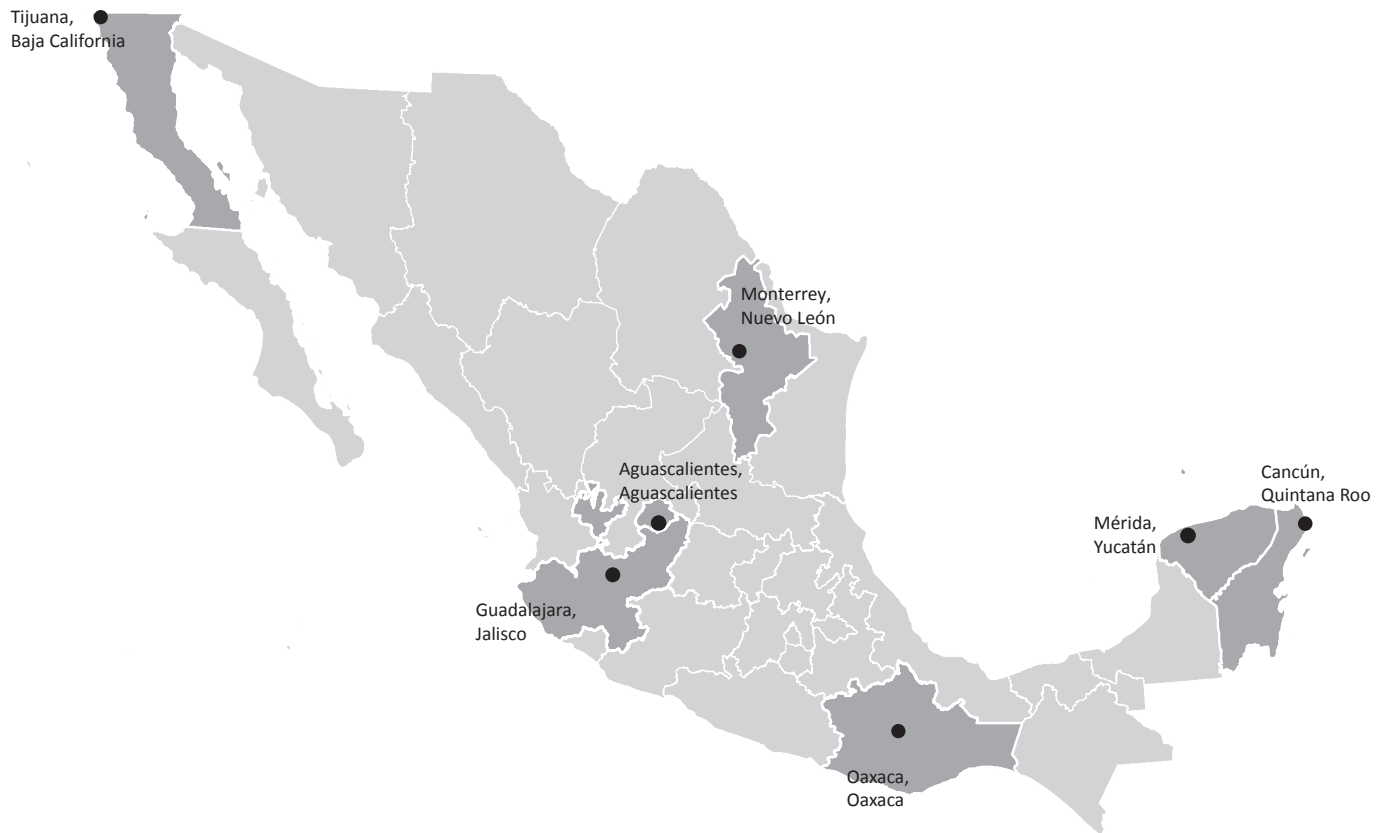 Tijuana,
Baja California
Monterrey,
Nuevo León
Aguascalientes,
Aguascalientes
Cancún,
Quintana Roo
Mérida,
Yucatán
Guadalajara,
Jalisco
Oaxaca,
Oaxaca